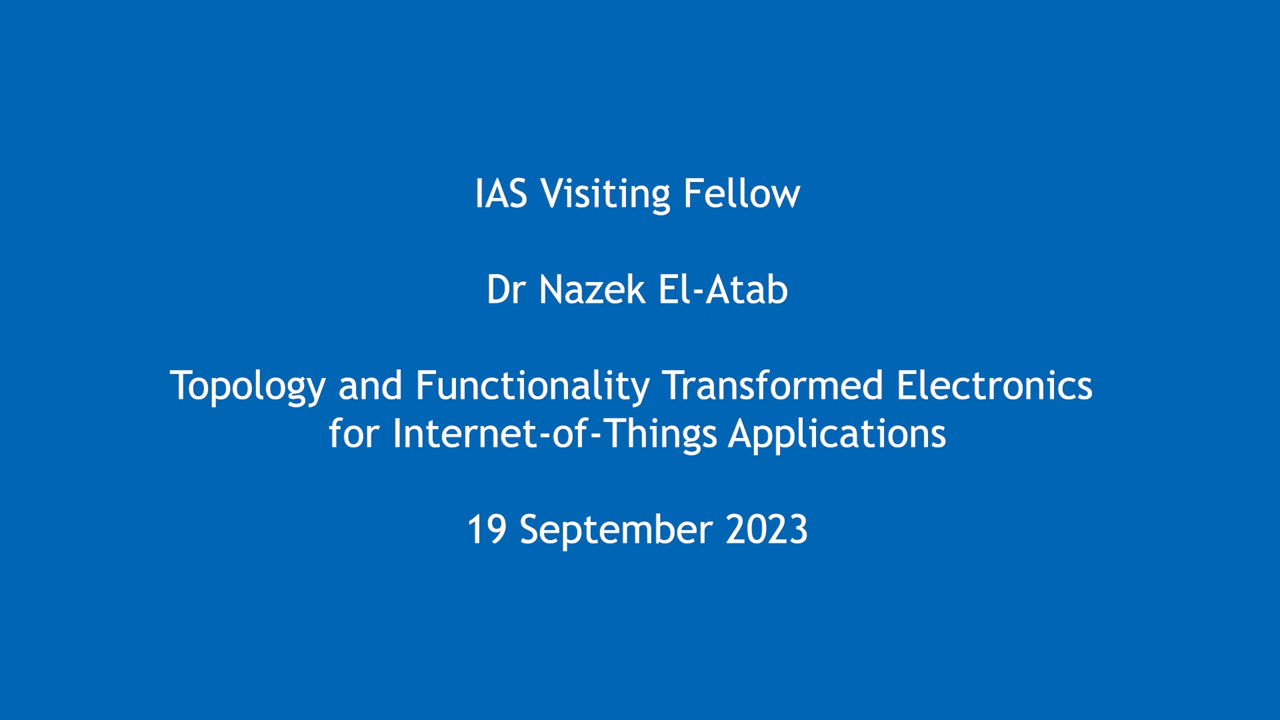 IAS Visiting Fellow
Dr Nazek El-Atab
Topology and Functionality Transformed Electronics
for Internet-of-Things Applications
19 September 2023